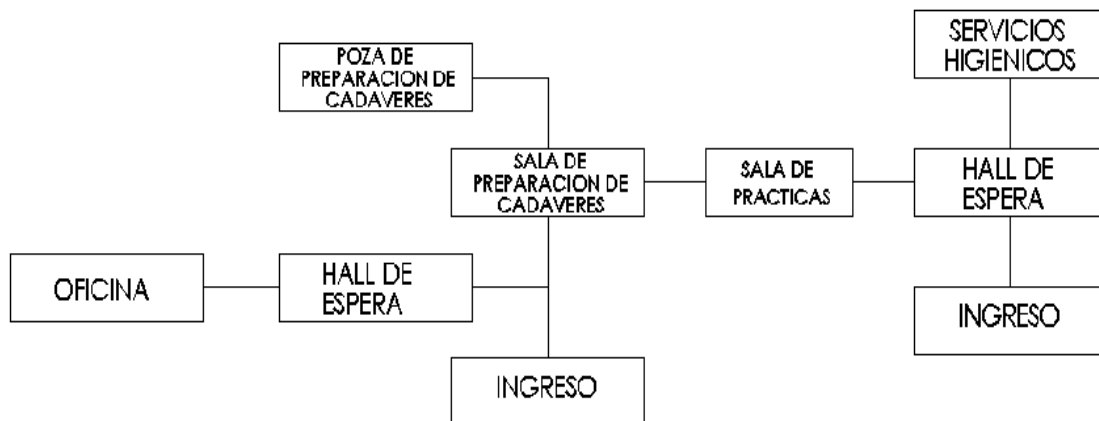 SERVICIOS
HIGIENICOS
POZA DE
PREPARACION DE
CADAVERES
SALA DE
PREPARACION DE
CADAVERES
SALA DE
PRACTICAS
HALL DE
ESPERA
OFICINA
HALL DE
ESPERA
INGRESO
INGRESO